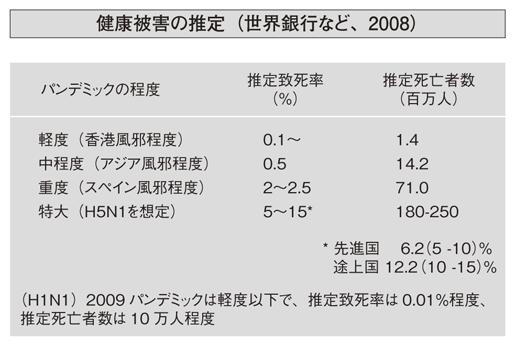 健康被害の推定（世界銀行など、2008）
パンデミックの程度 推定致死率 推定死亡者数
（%） （百万人）
軽度（香港風邪程度） 0.1〜 1.4
中程度（アジア風邪程度） 0.5 14.2
重度（スペイン風邪程度） 2〜2.5 71.0
特大（H5N1を想定） 5〜15* 180-250
* 先進国 6.2（5 -10）%
途上国 12.2（10 -15）%
（H1N1）2009 パンデミックは軽度以下で、推定致死率は 0.01%程度、
推定死亡者数は 10 万人程度